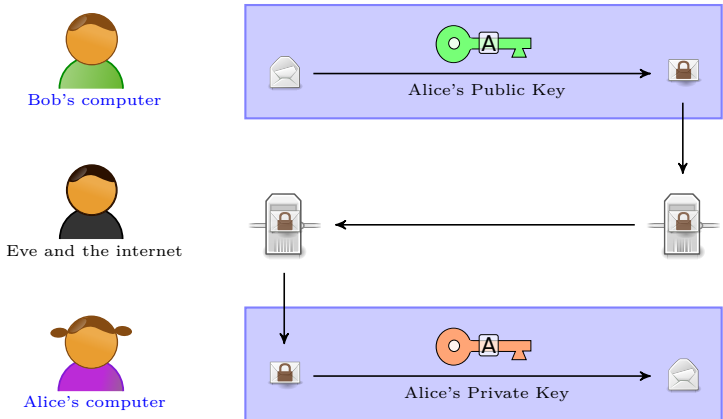 A
Alice's Public Key
Bob's computer
Eve and the internet
A
Alice's Private Key
Alice's computer